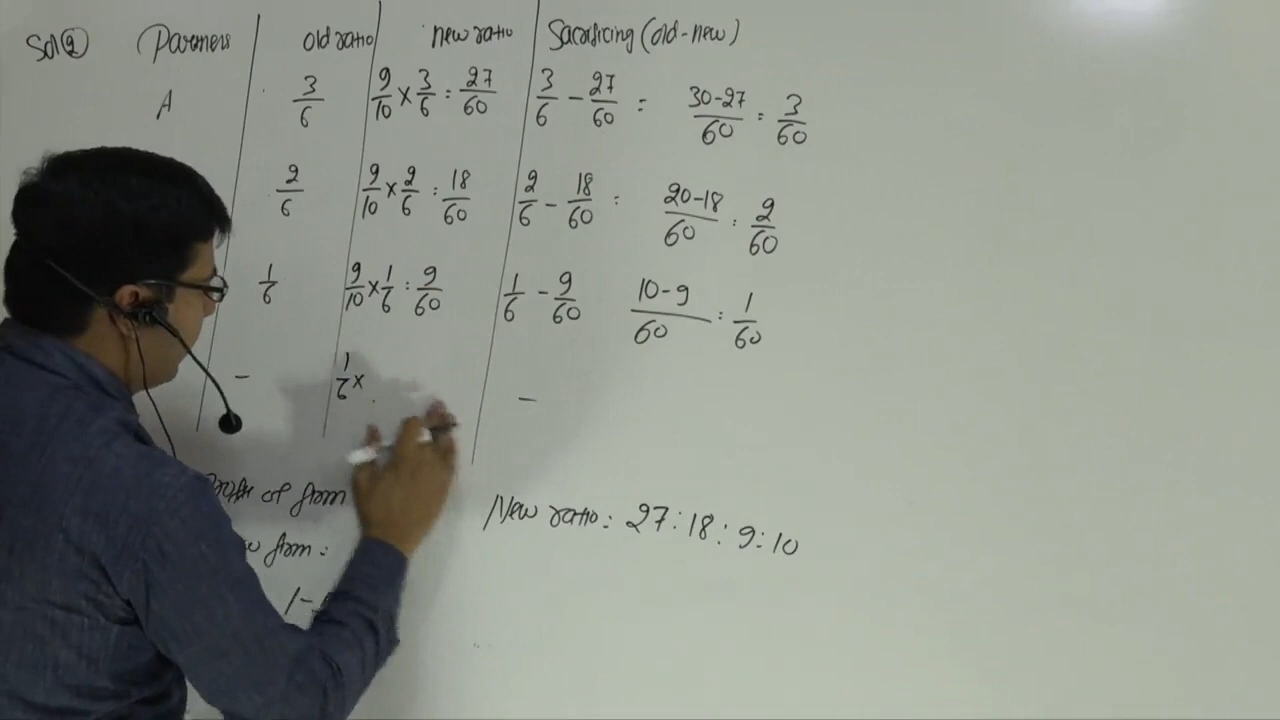 Sol (2) Partners old ratio new ratio Sacrificing (old-new)
A 3/6 9/10 × 3/6 : 27/60 3/6 - 27/60 = 30-27/60 : 3/60
2/6 9/10 × 2/6 : 18/60 2/6 - 18/60 : 20-18/60 : 2/60
1/6 9/10 × 1/6 : 9/60 1/6 - 9/60 10-9/60 : 1/60
- 1/6 × -
of firm
New ratio: 27:18:9:10
firm:
1-